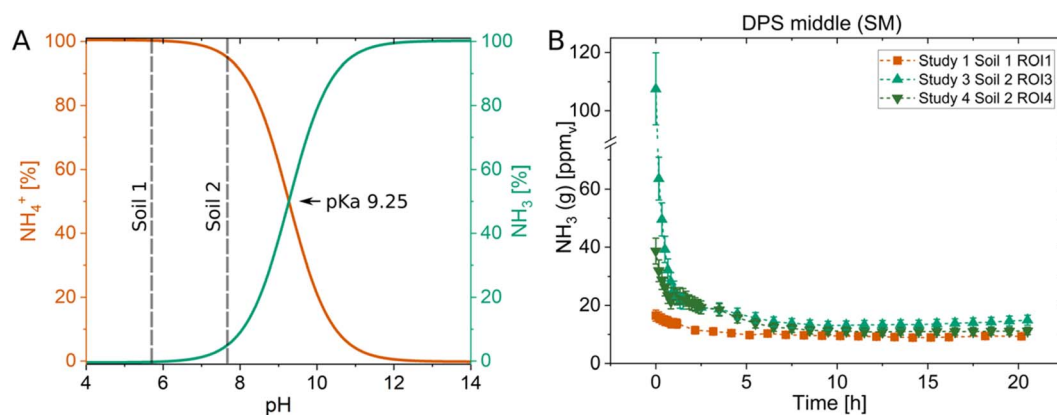 A
NH₄⁺ [%]
100
80
60
40
20
0
4
6
8
10
12
14
pH
Soil 1
Soil 2
pKa 9.25
100
80
60
40
20
0
NH₃ [%]
B
DPS middle (SM)
NH₃ (g) [ppmᵥ]
120
100
80
60
40
20
0
0
5
10
15
20
Time [h]
Study 1 Soil 1 ROI1
Study 3 Soil 2 ROI3
Study 4 Soil 2 ROI4